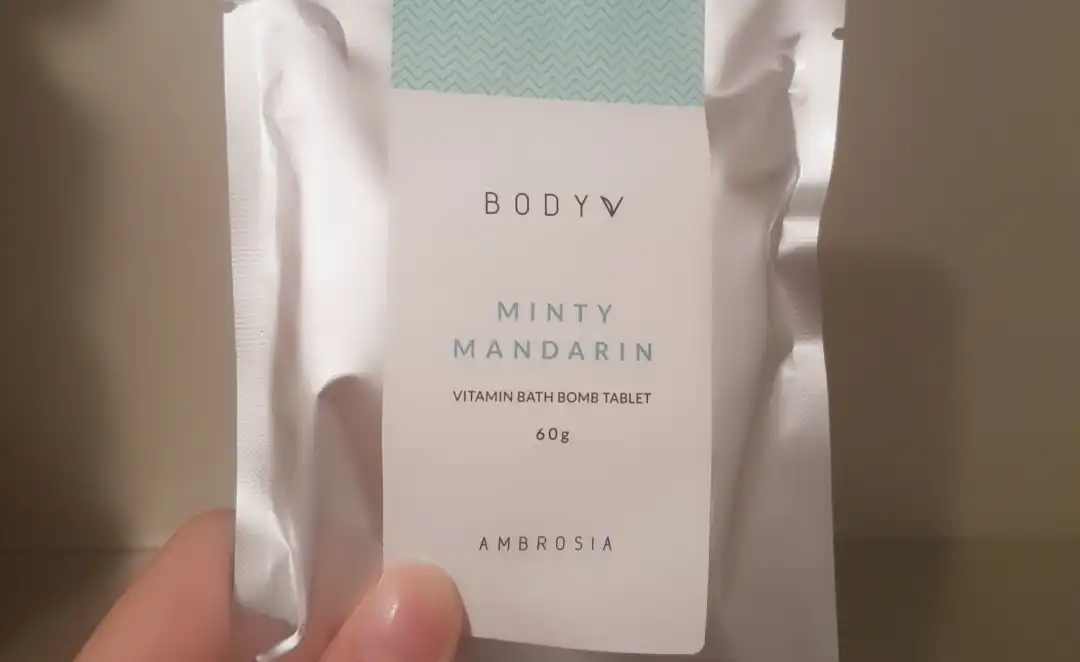 BODY V
MINTY
MANDARIN
VITAMIN BATH BOMB TABLET
60g
AMBROSIA